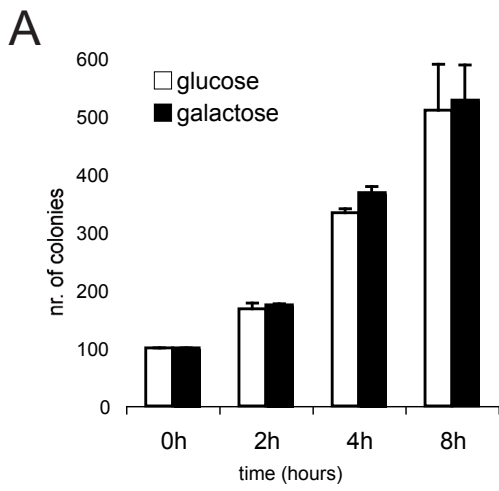 A
600
500
400
300
200
100
0
nr. of colonies
glucose
galactose
0h 2h 4h 8h
time (hours)